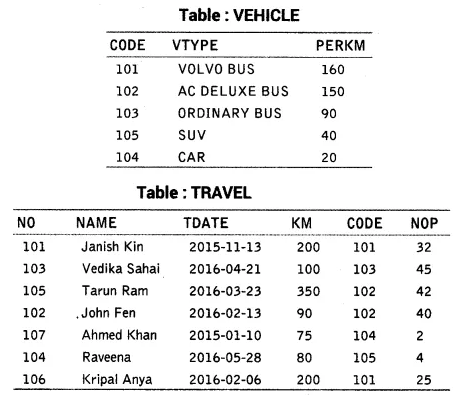 Table : VEHICLE
CODE VTYPE PERKM
101 VOLVO BUS 160
102 AC DELUXE BUS 150
103 ORDINARY BUS 90
105 SUV 40
104 CAR 20
Table : TRAVEL
NO NAME TDATE KM CODE NOP
101 Janish Kin 2015-11-13 200 101 32
103 Vedika Sahai 2016-04-21 100 103 45
105 Tarun Ram 2016-03-23 350 102 42
102 John Fen 2016-02-13 90 102 40
107 Ahmed Khan 2015-01-10 75 104 2
104 Raveena 2016-05-28 80 105 4
106 Kripal Anya 2016-02-06 200 101 25